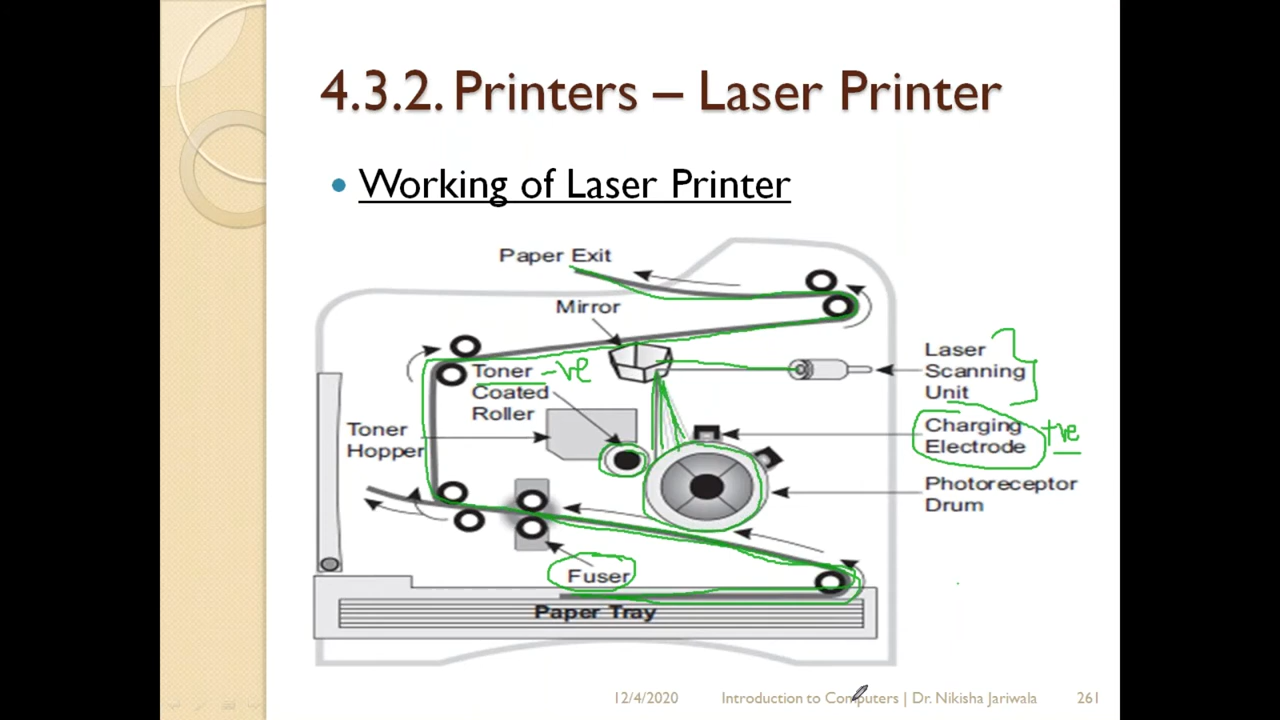 4.3.2. Printers – Laser Printer
• Working of Laser Printer
Paper Exit
Mirror
Laser
Scanning
Unit
Toner -ve
Coated
Roller
Toner
Hopper
Charging +ve
Electrode
Photoreceptor
Drum
Fuser
Paper Tray
12/4/2020 Introduction to Computers | Dr. Nikisha Jariwala 261